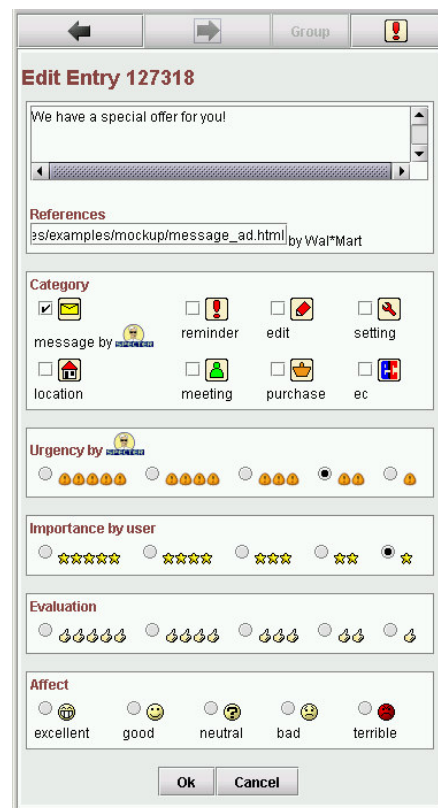 Group
Edit Entry 127318
We have a special offer for you!
References
es/examples/mockup/message_ad.html by Wal*Mart
Category
message by SPECTER
reminder
edit
setting
location
meeting
purchase
ec
Urgency by SPECTER
Importance by user
Evaluation
Affect
excellent
good
neutral
bad
terrible
Ok
Cancel